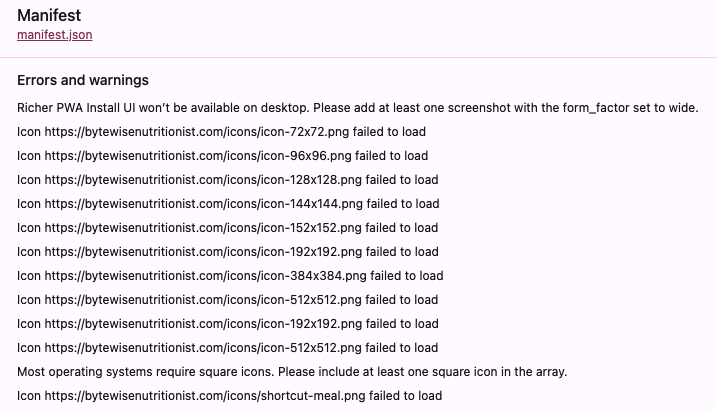 Manifest
manifest.json
Errors and warnings
Richer PWA Install UI won’t be available on desktop. Please add at least one screenshot with the form_factor set to wide.
Icon https://bytewisenutritionist.com/icons/icon-72x72.png failed to load
Icon https://bytewisenutritionist.com/icons/icon-96x96.png failed to load
Icon https://bytewisenutritionist.com/icons/icon-128x128.png failed to load
Icon https://bytewisenutritionist.com/icons/icon-144x144.png failed to load
Icon https://bytewisenutritionist.com/icons/icon-152x152.png failed to load
Icon https://bytewisenutritionist.com/icons/icon-192x192.png failed to load
Icon https://bytewisenutritionist.com/icons/icon-384x384.png failed to load
Icon https://bytewisenutritionist.com/icons/icon-512x512.png failed to load
Icon https://bytewisenutritionist.com/icons/icon-192x192.png failed to load
Icon https://bytewisenutritionist.com/icons/icon-512x512.png failed to load
Most operating systems require square icons. Please include at least one square icon in the array.
Icon https://bytewisenutritionist.com/icons/shortcut-meal.png failed to load